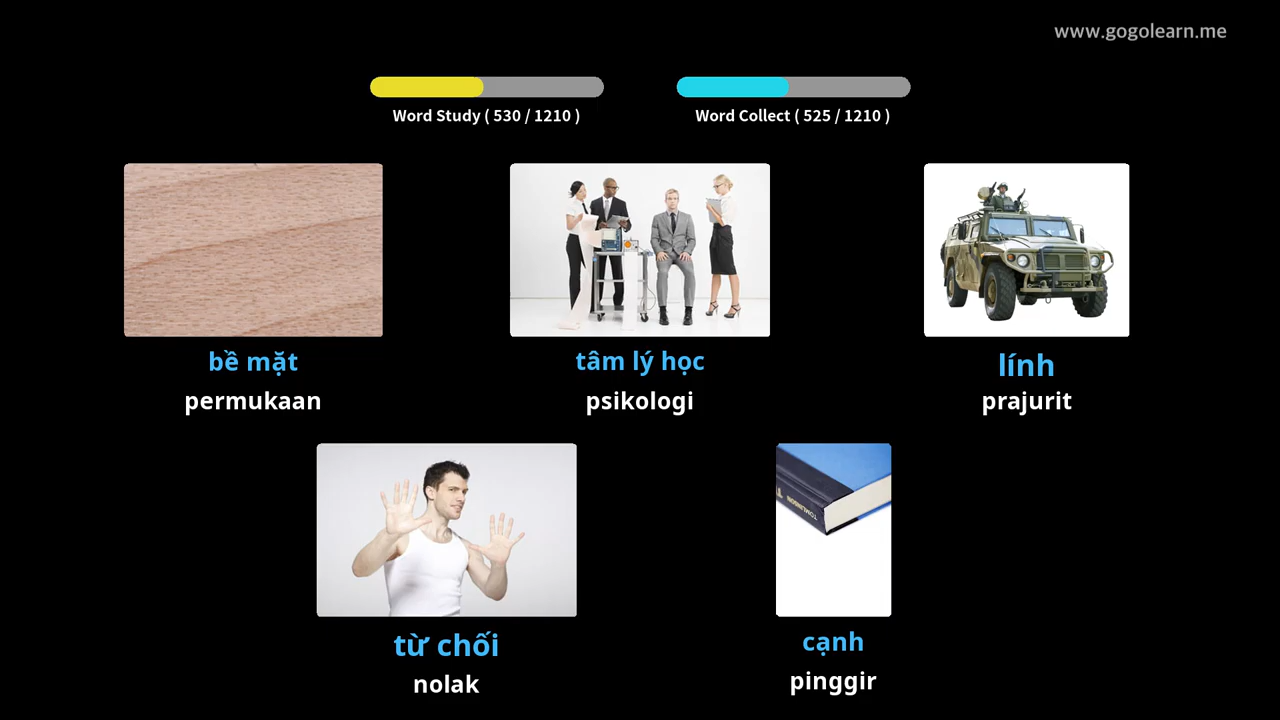 www.gogolearn.me
Word Study ( 530 / 1210 )
Word Collect ( 525 / 1210 )
bề mặt
permukaan
tâm lý học
psikologi
lính
prajurit
TOMLINSON
từ chối
nolak
cạnh
pinggir